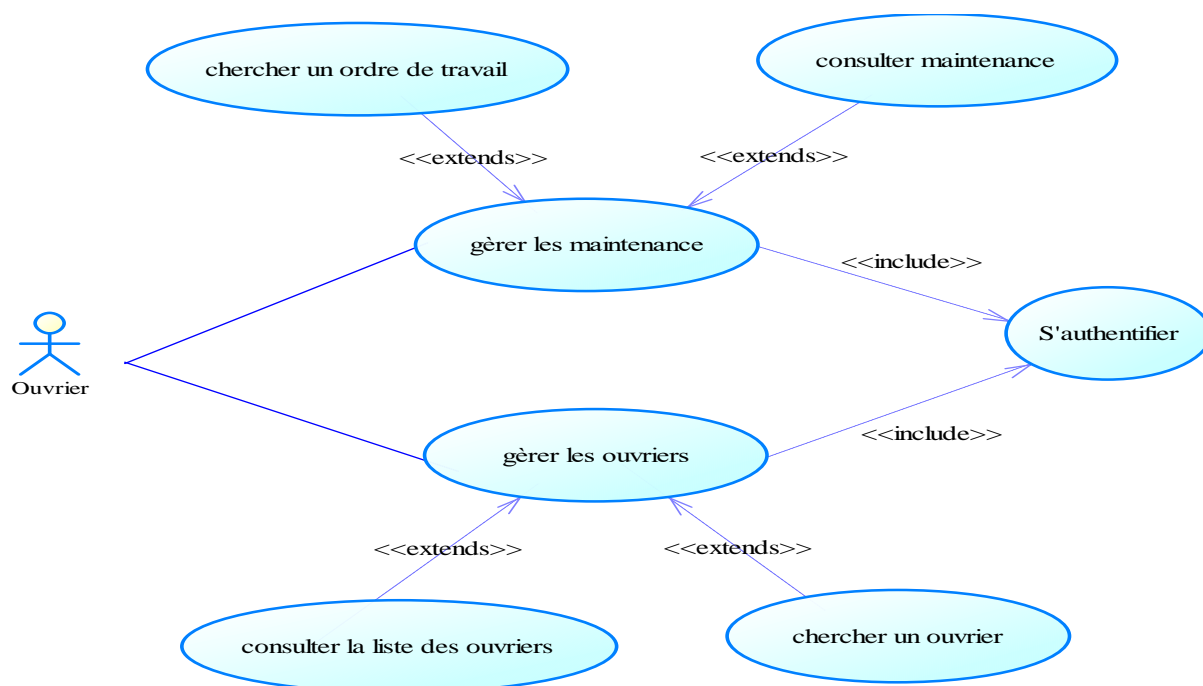 chercher un ordre de travail
consulter maintenance
<<extends>>
<<extends>>
gèrer les maintenance
<<include>>
S'authentifier
Ouvrier
<<include>>
gèrer les ouvriers
<<extends>>
<<extends>>
consulter la liste des ouvriers
chercher un ouvrier